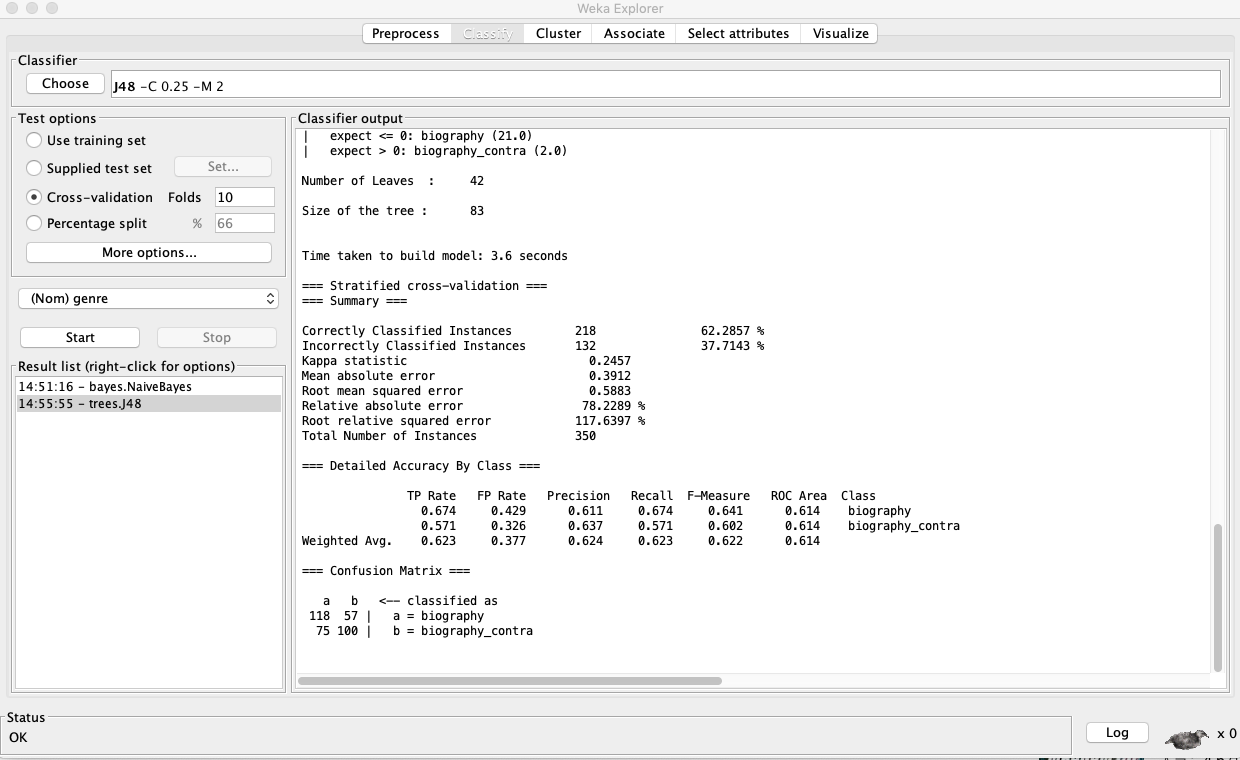 Weka Explorer
Preprocess Classify Cluster Associate Select attributes Visualize
Classifier
Choose J48 -C 0.25 -M 2
Test options
Use training set
Supplied test set Set...
Cross-validation Folds 10
Percentage split % 66
More options...
(Nom) genre
Start Stop
Result list (right-click for options)
14:51:16 - bayes.NaiveBayes
14:55:55 - trees.J48
Classifier output
| expect <= 0: biography (21.0)
| expect > 0: biography_contra (2.0)
Number of Leaves : 42
Size of the tree : 83
Time taken to build model: 3.6 seconds
=== Stratified cross-validation ===
=== Summary ===
Correctly Classified Instances 218 62.2857 %
Incorrectly Classified Instances 132 37.7143 %
Kappa statistic 0.2457
Mean absolute error 0.3912
Root mean squared error 0.5883
Relative absolute error 78.2289 %
Root relative squared error 117.6397 %
Total Number of Instances 350
=== Detailed Accuracy By Class ===
TP Rate FP Rate Precision Recall F-Measure ROC Area Class
0.674 0.429 0.611 0.674 0.641 0.614 biography
0.571 0.326 0.637 0.571 0.602 0.614 biography_contra
Weighted Avg. 0.623 0.377 0.624 0.623 0.622 0.614
=== Confusion Matrix ===
a b <-- classified as
118 57 | a = biography
75 100 | b = biography_contra
Status
OK
Log x 0